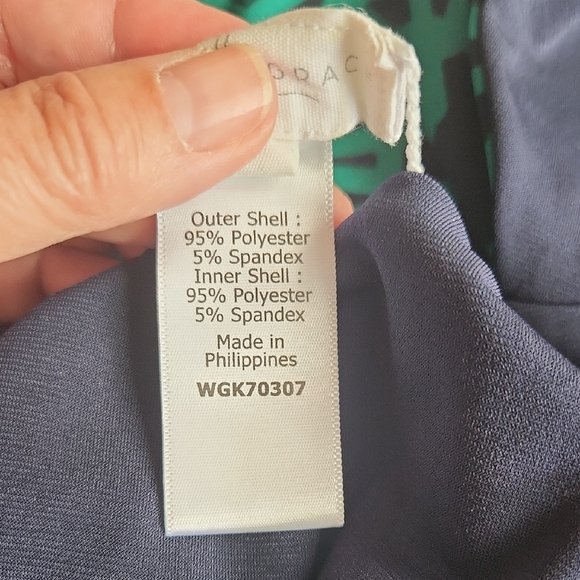 Outer Shell :
95% Polyester
5% Spandex
Inner Shell :
95% Polyester
5% Spandex
Made in
Philippines
WGK70307